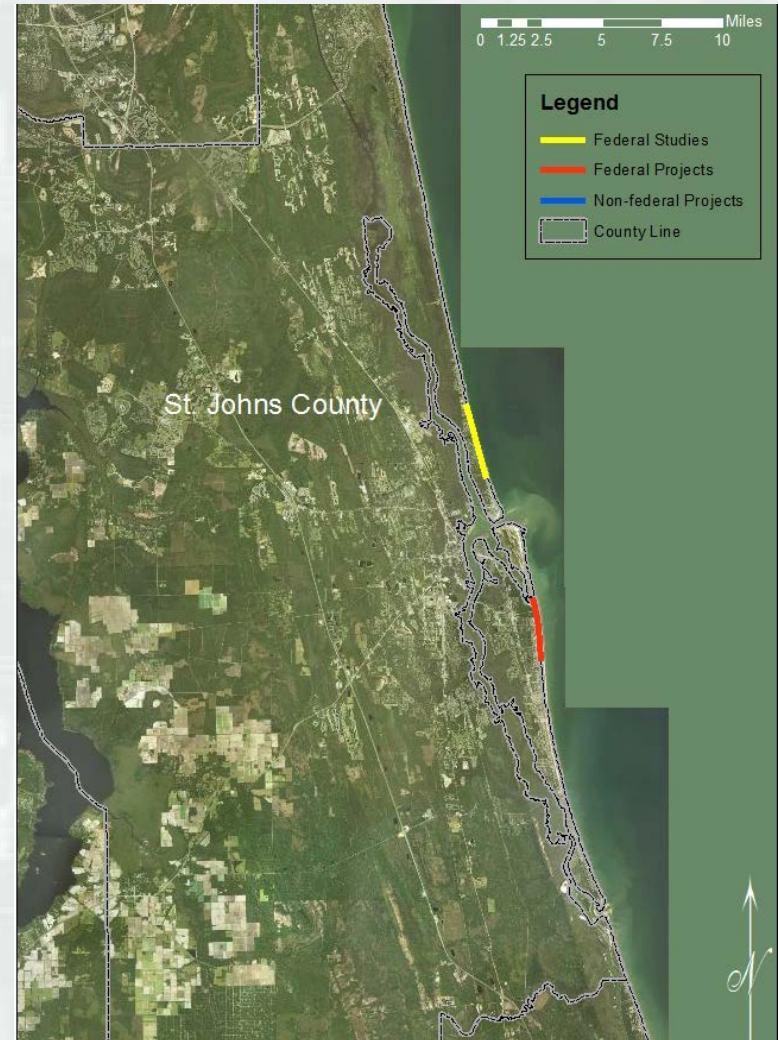 Miles
0 1.25 2.5 5 7.5 10
Legend
Federal Studies
Federal Projects
Non-federal Projects
County Line
St. Johns County
N